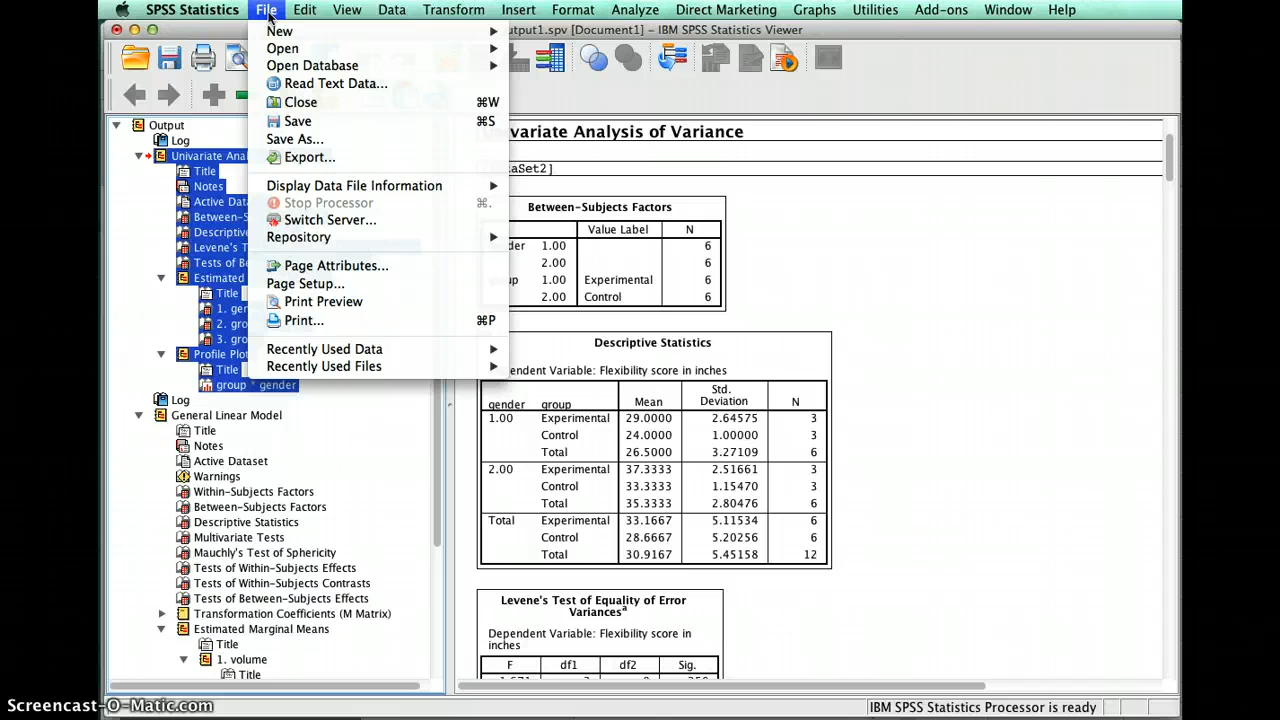 SPSS Statistics File Edit View Data Transform Insert Format Analyze Direct Marketing Graphs Utilities Add-ons Window Help
utput1.spv [Document1] — IBM SPSS Statistics Viewer
New
Open
Open Database
Read Text Data...
Close ⌘W
Save ⌘S
Save As...
Export...
Display Data File Information
Stop Processor ⌘.
Switch Server...
Repository
Page Attributes...
Page Setup...
Print Preview
Print... ⌘P
Recently Used Data
Recently Used Files
Output
Log
Univariate Anal
Title
Notes
Active Data
Between-S
Descriptive
Levene's T
Tests of Be
Estimated
Title
1. gen
2. gro
3. gro
Profile Plot
Title
group * gender
Log
General Linear Model
Title
Notes
Active Dataset
Warnings
Within-Subjects Factors
Between-Subjects Factors
Descriptive Statistics
Multivariate Tests
Mauchly's Test of Sphericity
Tests of Within-Subjects Effects
Tests of Within-Subjects Contrasts
Tests of Between-Subjects Effects
Transformation Coefficients (M Matrix)
Estimated Marginal Means
Title
1. volume
Title
nivariate Analysis of Variance
aSet2]
Between-Subjects Factors
Value Label N
der 1.00 6
2.00 6
up 1.00 Experimental 6
2.00 Control 6
Descriptive Statistics
endent Variable: Flexibility score in inches
gender group Mean Std. Deviation N
1.00 Experimental 29.0000 2.64575 3
Control 24.0000 1.00000 3
Total 26.5000 3.27109 6
2.00 Experimental 37.3333 2.51661 3
Control 33.3333 1.15470 3
Total 35.3333 2.80476 6
Total Experimental 33.1667 5.11534 6
Control 28.6667 5.20256 6
Total 30.9167 5.45158 12
Levene's Test of Equality of Error
Variancesa
Dependent Variable: Flexibility score in
inches
F df1 df2 Sig.
IBM SPSS Statistics Processor is ready
Screencast-O-Matic.com